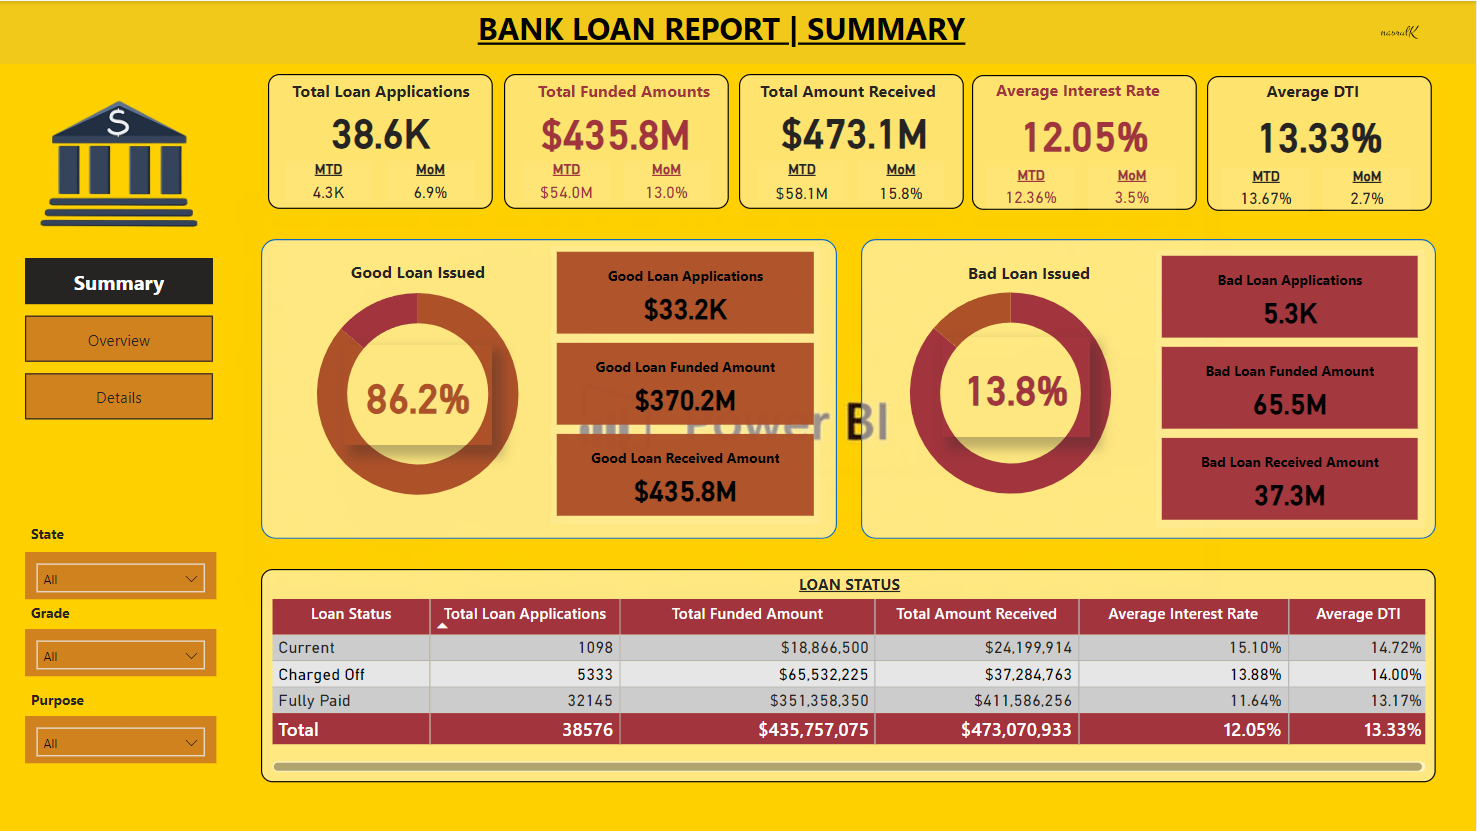 BANK LOAN REPORT | SUMMARY
nasrulK
$
Total Loan Applications
38.6K
MTD MoM
4.3K 6.9%
Total Funded Amounts
$435.8M
MTD MoM
$54.0M 13.0%
Total Amount Received
$473.1M
MTD MoM
$58.1M 15.8%
Average Interest Rate
12.05%
MTD MoM
12.36% 3.5%
Average DTI
13.33%
MTD MoM
13.67% 2.7%
Summary
Overview
Details
Good Loan Issued
86.2%
Good Loan Applications
$33.2K
Good Loan Funded Amount
$370.2M
Good Loan Received Amount
$435.8M
Power BI
Bad Loan Issued
13.8%
Bad Loan Applications
5.3K
Bad Loan Funded Amount
65.5M
Bad Loan Received Amount
37.3M
State
All
Grade
All
Purpose
All
LOAN STATUS
Loan Status Total Loan Applications Total Funded Amount Total Amount Received Average Interest Rate Average DTI
Current 1098 $18,866,500 $24,199,914 15.10% 14.72%
Charged Off 5333 $65,532,225 $37,284,763 13.88% 14.00%
Fully Paid 32145 $351,358,350 $411,586,256 11.64% 13.17%
Total 38576 $435,757,075 $473,070,933 12.05% 13.33%